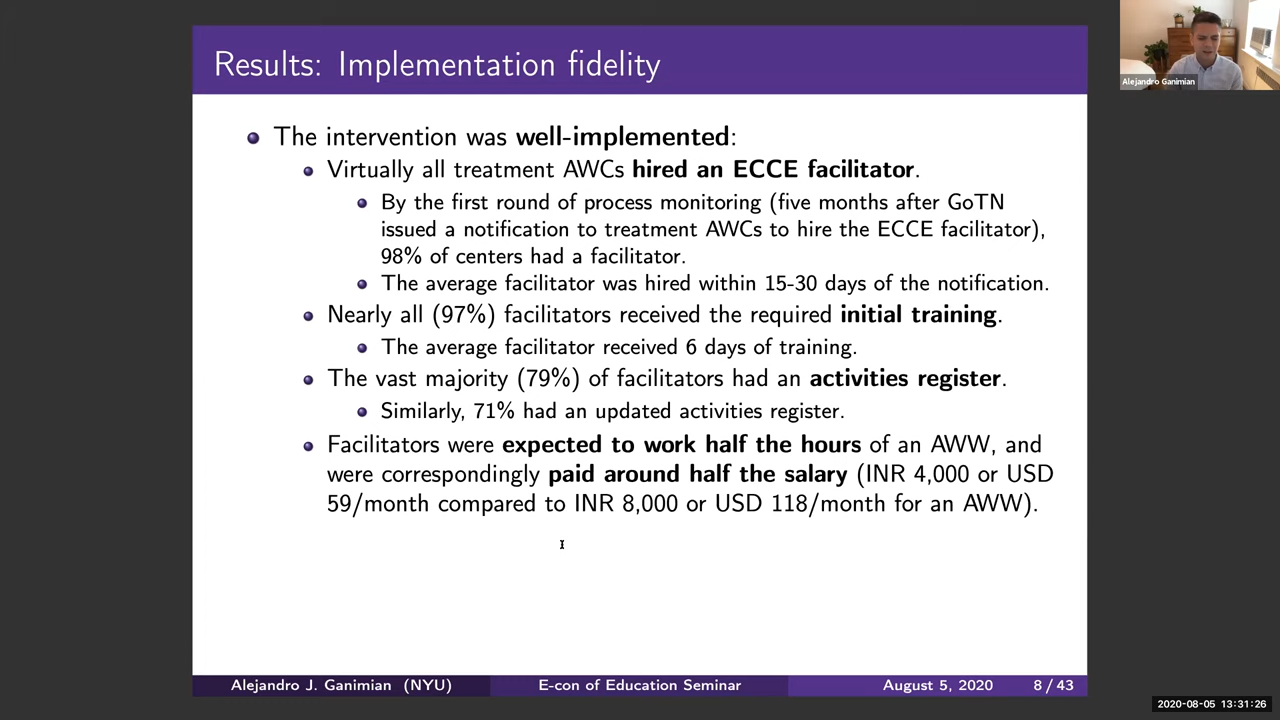 Results: Implementation fidelity
The intervention was well-implemented:
Virtually all treatment AWCs hired an ECCE facilitator.
By the first round of process monitoring (five months after GoTN
issued a notification to treatment AWCs to hire the ECCE facilitator),
98% of centers had a facilitator.
The average facilitator was hired within 15-30 days of the notification.
Nearly all (97%) facilitators received the required initial training.
The average facilitator received 6 days of training.
The vast majority (79%) of facilitators had an activities register.
Similarly, 71% had an updated activities register.
Facilitators were expected to work half the hours of an AWW, and
were correspondingly paid around half the salary (INR 4,000 or USD
59/month compared to INR 8,000 or USD 118/month for an AWW).
Alejandro J. Ganimian (NYU) E-con of Education Seminar August 5, 2020 8 / 43
Alejandro Ganimian
2020-08-05 13:31:26